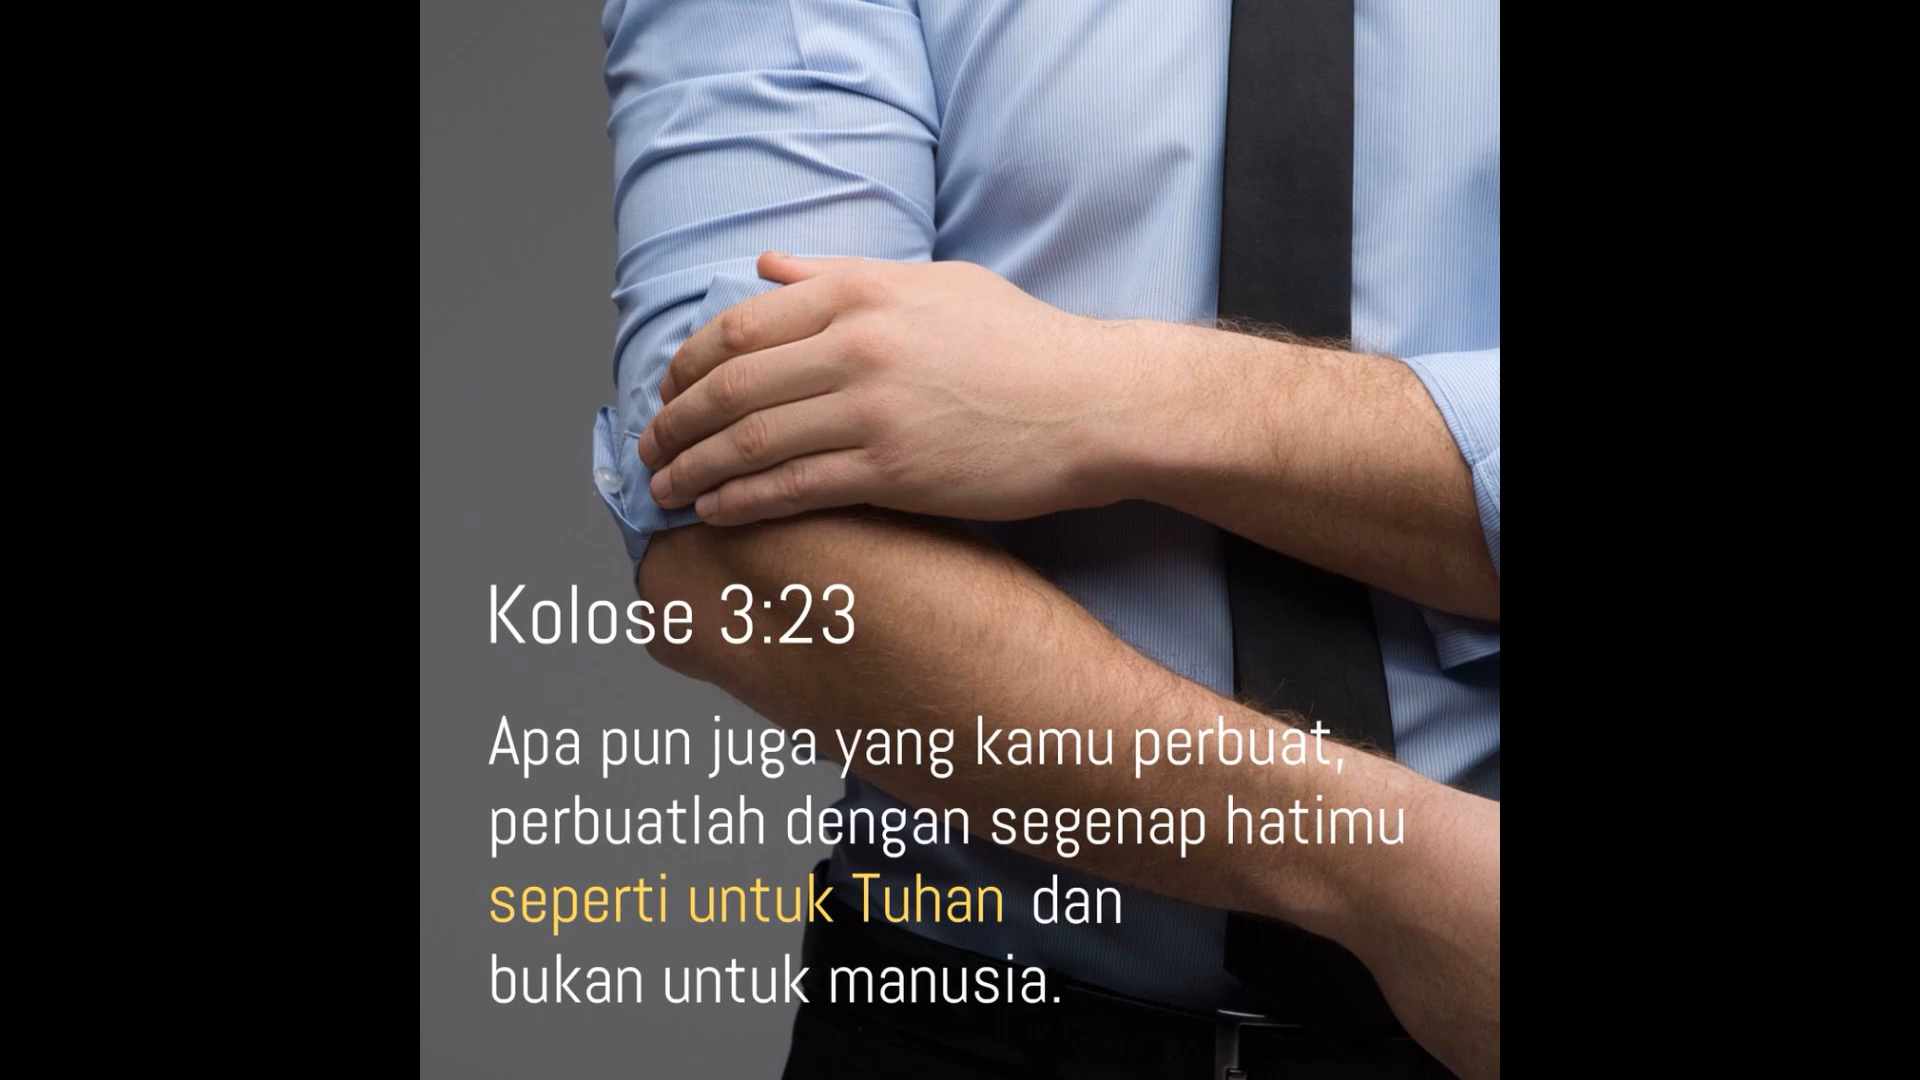 Kolose 3:23
Apa pun juga yang kamu perbuat,
perbuatlah dengan segenap hatimu
seperti untuk Tuhan dan
bukan untuk manusia.